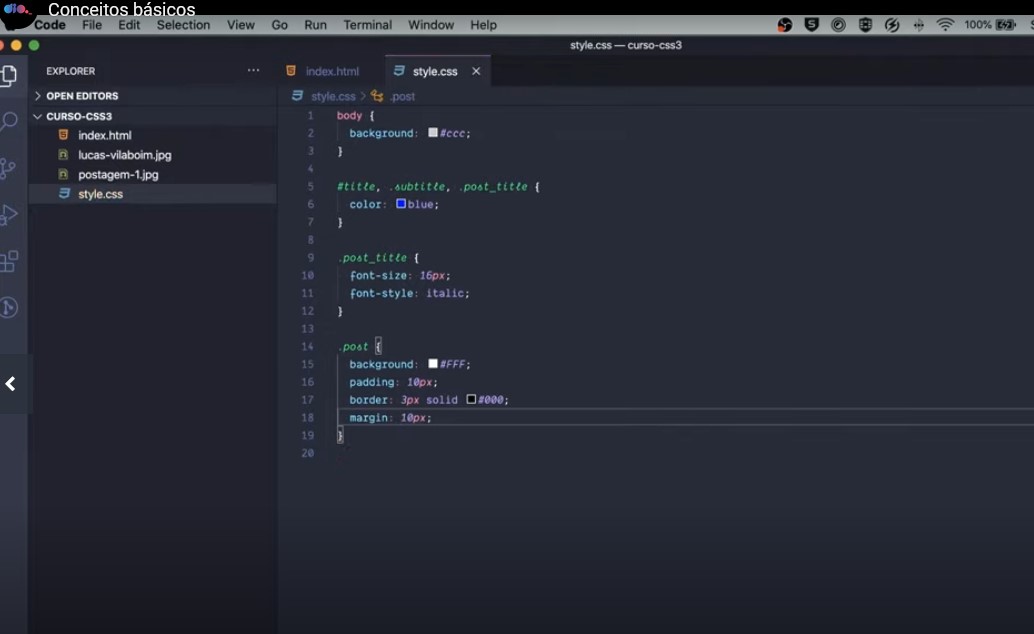 dio. Conceitos básicos
Code File Edit Selection View Go Run Terminal Window Help 100%
style.css — curso-css3
EXPLORER ...
index.html style.css ×
> OPEN EDITORS
style.css > .post
CURSO-CSS3
index.html
lucas-vilaboim.jpg
postagem-1.jpg
style.css
1 body {
2 background: #ccc;
3 }
4
5 #title, .subtitle, .post_title {
6 color: blue;
7 }
8
9 .post_title {
10 font-size: 16px;
11 font-style: italic;
12 }
13
14 .post {
15 background: #FFF;
16 padding: 10px;
17 border: 3px solid #000;
18 margin: 10px;
19 }
20